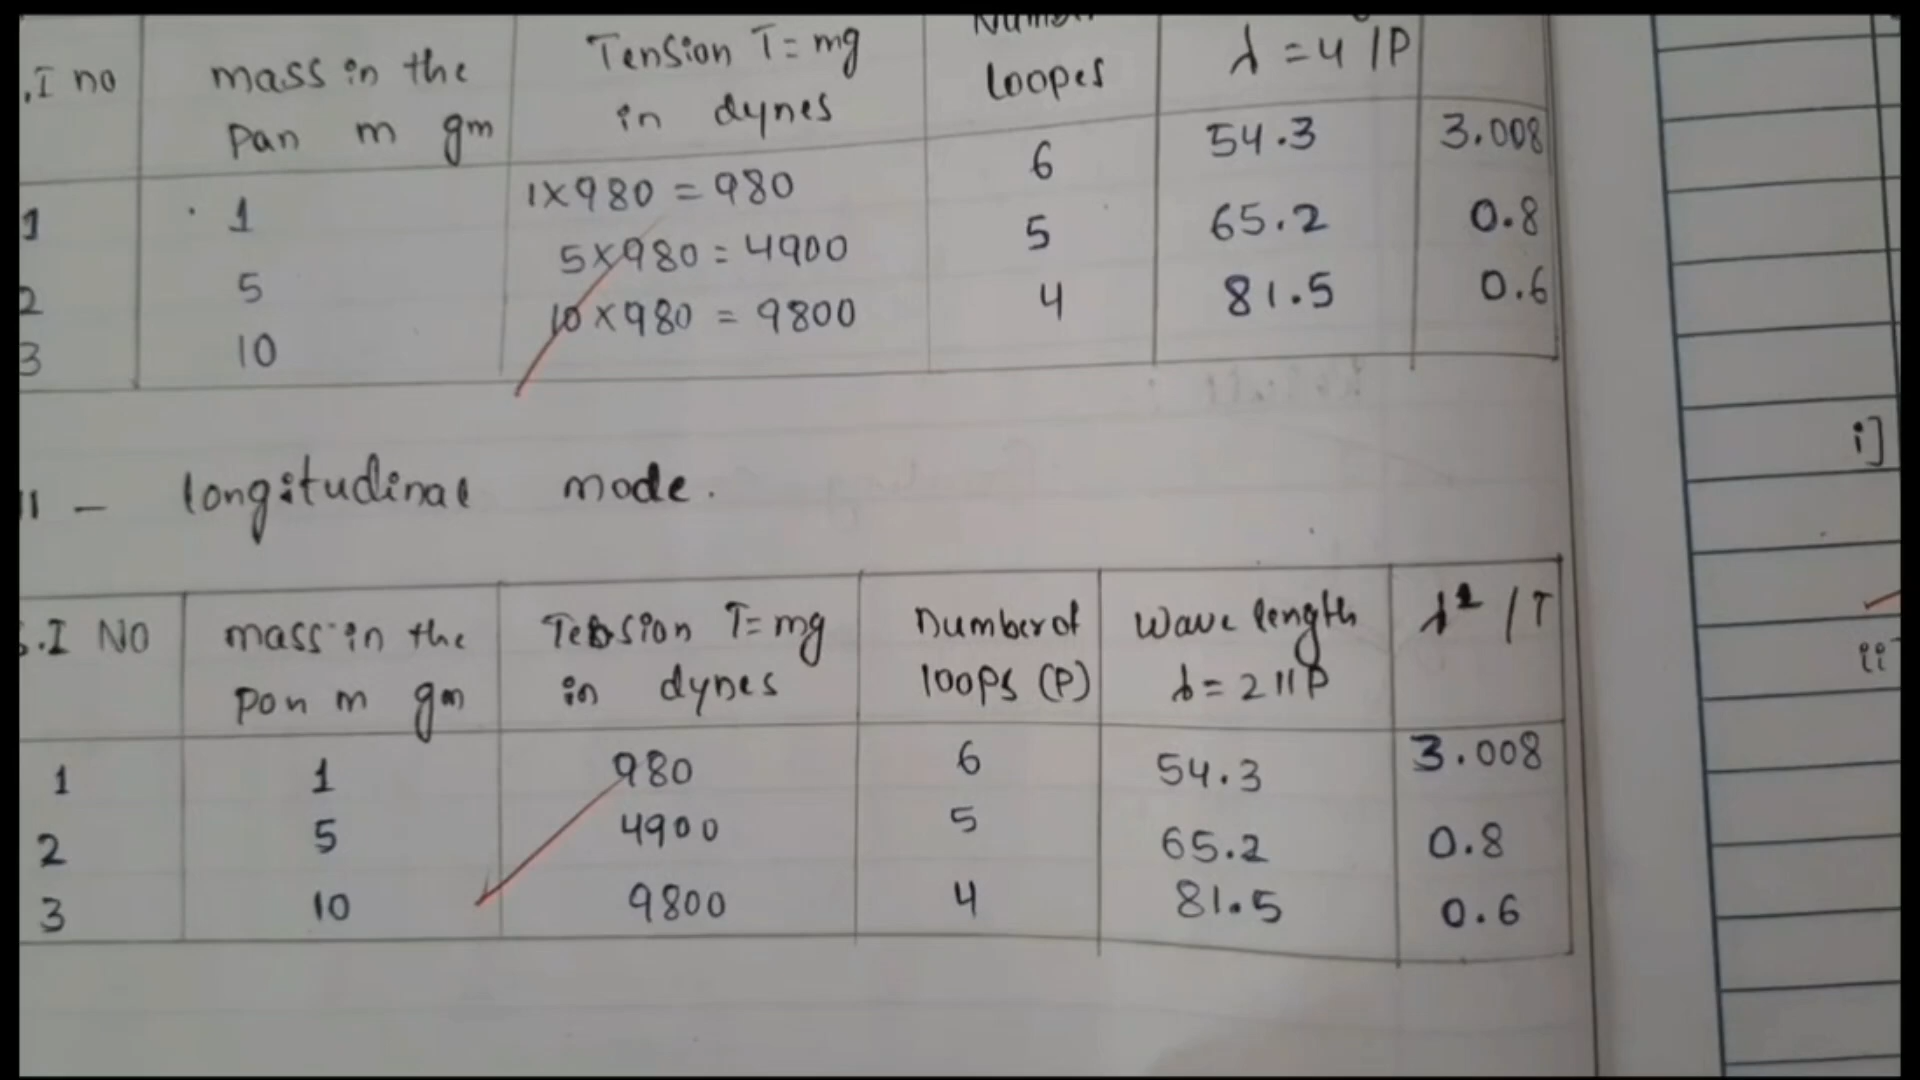 .I no mass in the Tension T=mg Loopes λ = 4 1P
pan m gm in dynes
1 1 1×980 = 980 6 54.3 3.008
2 5 5×980 = 4900 5 65.2 0.8
3 10 10×980 = 9800 4 81.5 0.6
II - longitudinal mode.
S.I NO mass in the Tension T=mg Number of Wave length λ² / T
pon m gm in dynes loops (P) λ = 2 11P
1 1 980 6 54.3 3.008
2 5 4900 5 65.2 0.8
3 10 9800 4 81.5 0.6
i]
ii